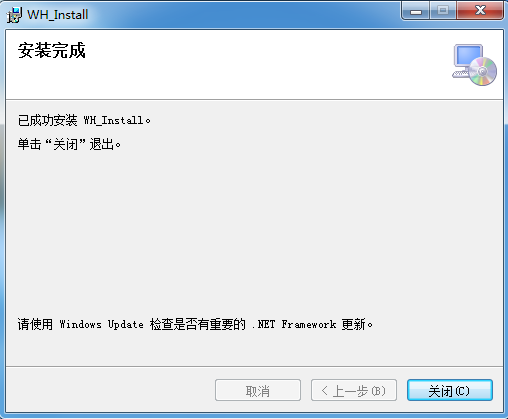 WH_Install
安装完成
已成功安装 WH_Install。
单击“关闭”退出。
请使用 Windows Update 检查是否有重要的 .NET Framework 更新。
取消
< 上一步(B)
关闭(C)